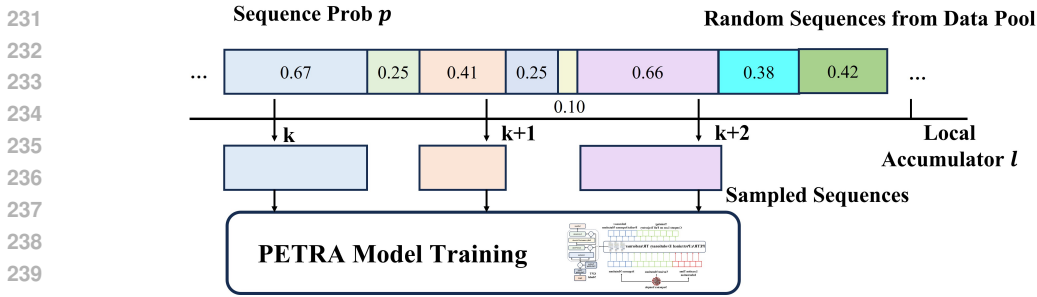 231
Sequence Prob p
Random Sequences from Data Pool
232
233
... 0.67 0.25 0.41 0.25 0.66 0.38 0.42 ...
0.10
234
k k+1 k+2 Local
235
Accumulator l
236
Sampled Sequences
237
238
PETRA Model Training
239